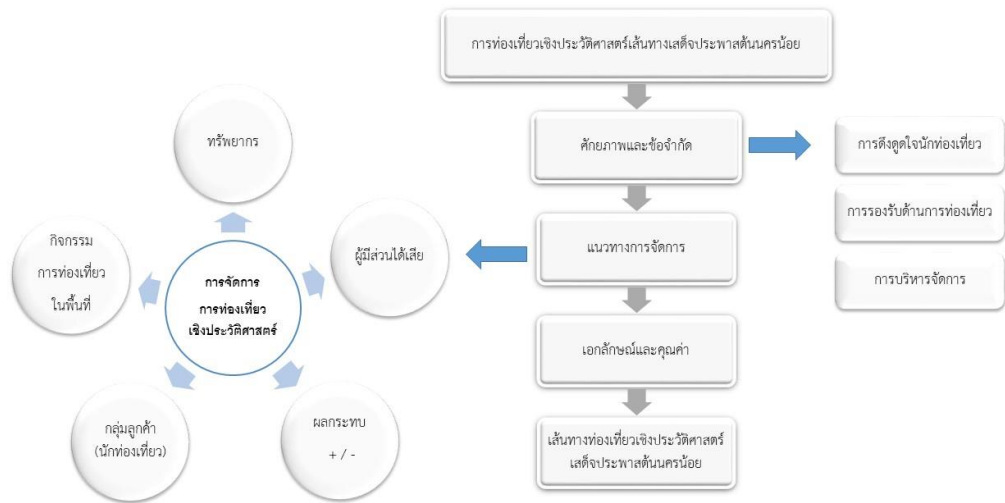 การท่องเที่ยวเชิงประวัติศาสตร์เส้นทางเสด็จประพาสต้นนครน้อย
ศักยภาพและข้อจำกัด
การดึงดูดใจนักท่องเที่ยว
การรองรับด้านการท่องเที่ยว
การบริหารจัดการ
แนวทางการจัดการ
เอกลักษณ์และคุณค่า
เส้นทางท่องเที่ยวเชิงประวัติศาสตร์
เสด็จประพาสต้นนครน้อย
ทรัพยากร
ผู้มีส่วนได้เสีย
กิจกรรม
การท่องเที่ยว
ในพื้นที่
การจัดการ
การท่องเที่ยว
เชิงประวัติศาสตร์
กลุ่มลูกค้า
(นักท่องเที่ยว)
ผลกระทบ
+ / -